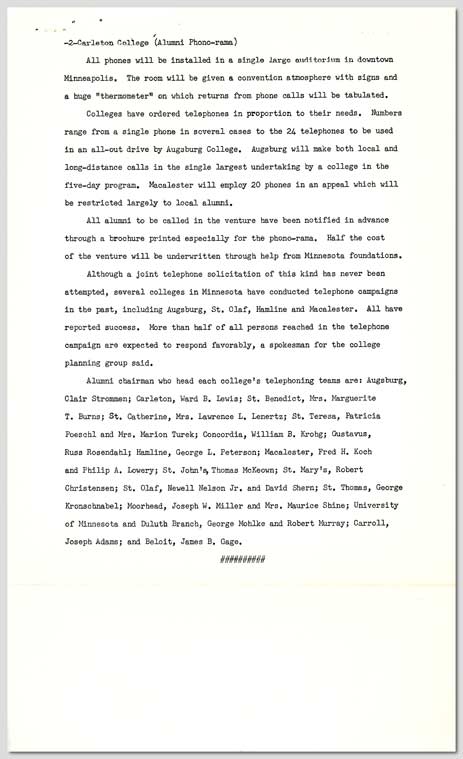 -2-Carleton College (Alumni Phono-rama)
All phones will be installed in a single large auditorium in downtown
Minneapolis. The room will be given a convention atmosphere with signs and
a huge "thermometer" on which returns from phone calls will be tabulated.
Colleges have ordered telephones in proportion to their needs. Numbers
range from a single phone in several cases to the 24 telephones to be used
in an all-out drive by Augsburg College. Augsburg will make both local and
long-distance calls in the single largest undertaking by a college in the
five-day program. Macalester will employ 20 phones in an appeal which will
be restricted largely to local alumni.
All alumni to be called in the venture have been notified in advance
through a brochure printed especially for the phono-rama. Half the cost
of the venture will be underwritten through help from Minnesota foundations.
Although a joint telephone solicitation of this kind has never been
attempted, several colleges in Minnesota have conducted telephone campaigns
in the past, including Augsburg, St. Olaf, Hamline and Macalester. All have
reported success. More than half of all persons reached in the telephone
campaign are expected to respond favorably, a spokesman for the college
planning group said.
Alumni chairman who head each college's telephoning teams are: Augsburg,
Clair Strommen; Carleton, Ward B. Lewis; St. Benedict, Mrs. Marguerite
T. Burns; St. Catherine, Mrs. Lawrence L. Lenertz; St. Teresa, Patricia
Poeschl and Mrs. Marion Turek; Concordia, William B. Krohg; Gustavus,
Russ Rosendahl; Hamline, George L. Peterson; Macalester, Fred H. Koch
and Philip A. Lowery; St. John's, Thomas McKeown; St. Mary's, Robert
Christensen; St. Olaf, Newell Nelson Jr. and David Shern; St. Thomas, George
Kronschnabel; Moorhead, Joseph W. Miller and Mrs. Maurice Shine; University
of Minnesota and Duluth Branch, George Mohlke and Robert Murray; Carroll,
Joseph Adams; and Beloit, James B. Gage.
##########